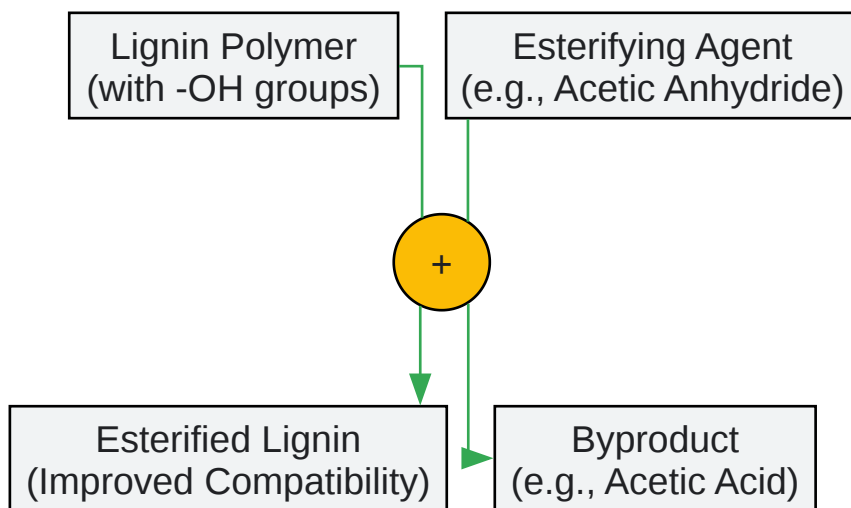 Lignin Polymer
(with -OH groups)
Esterifying Agent
(e.g., Acetic Anhydride)
+
Esterified Lignin
(Improved Compatibility)
Byproduct
(e.g., Acetic Acid)